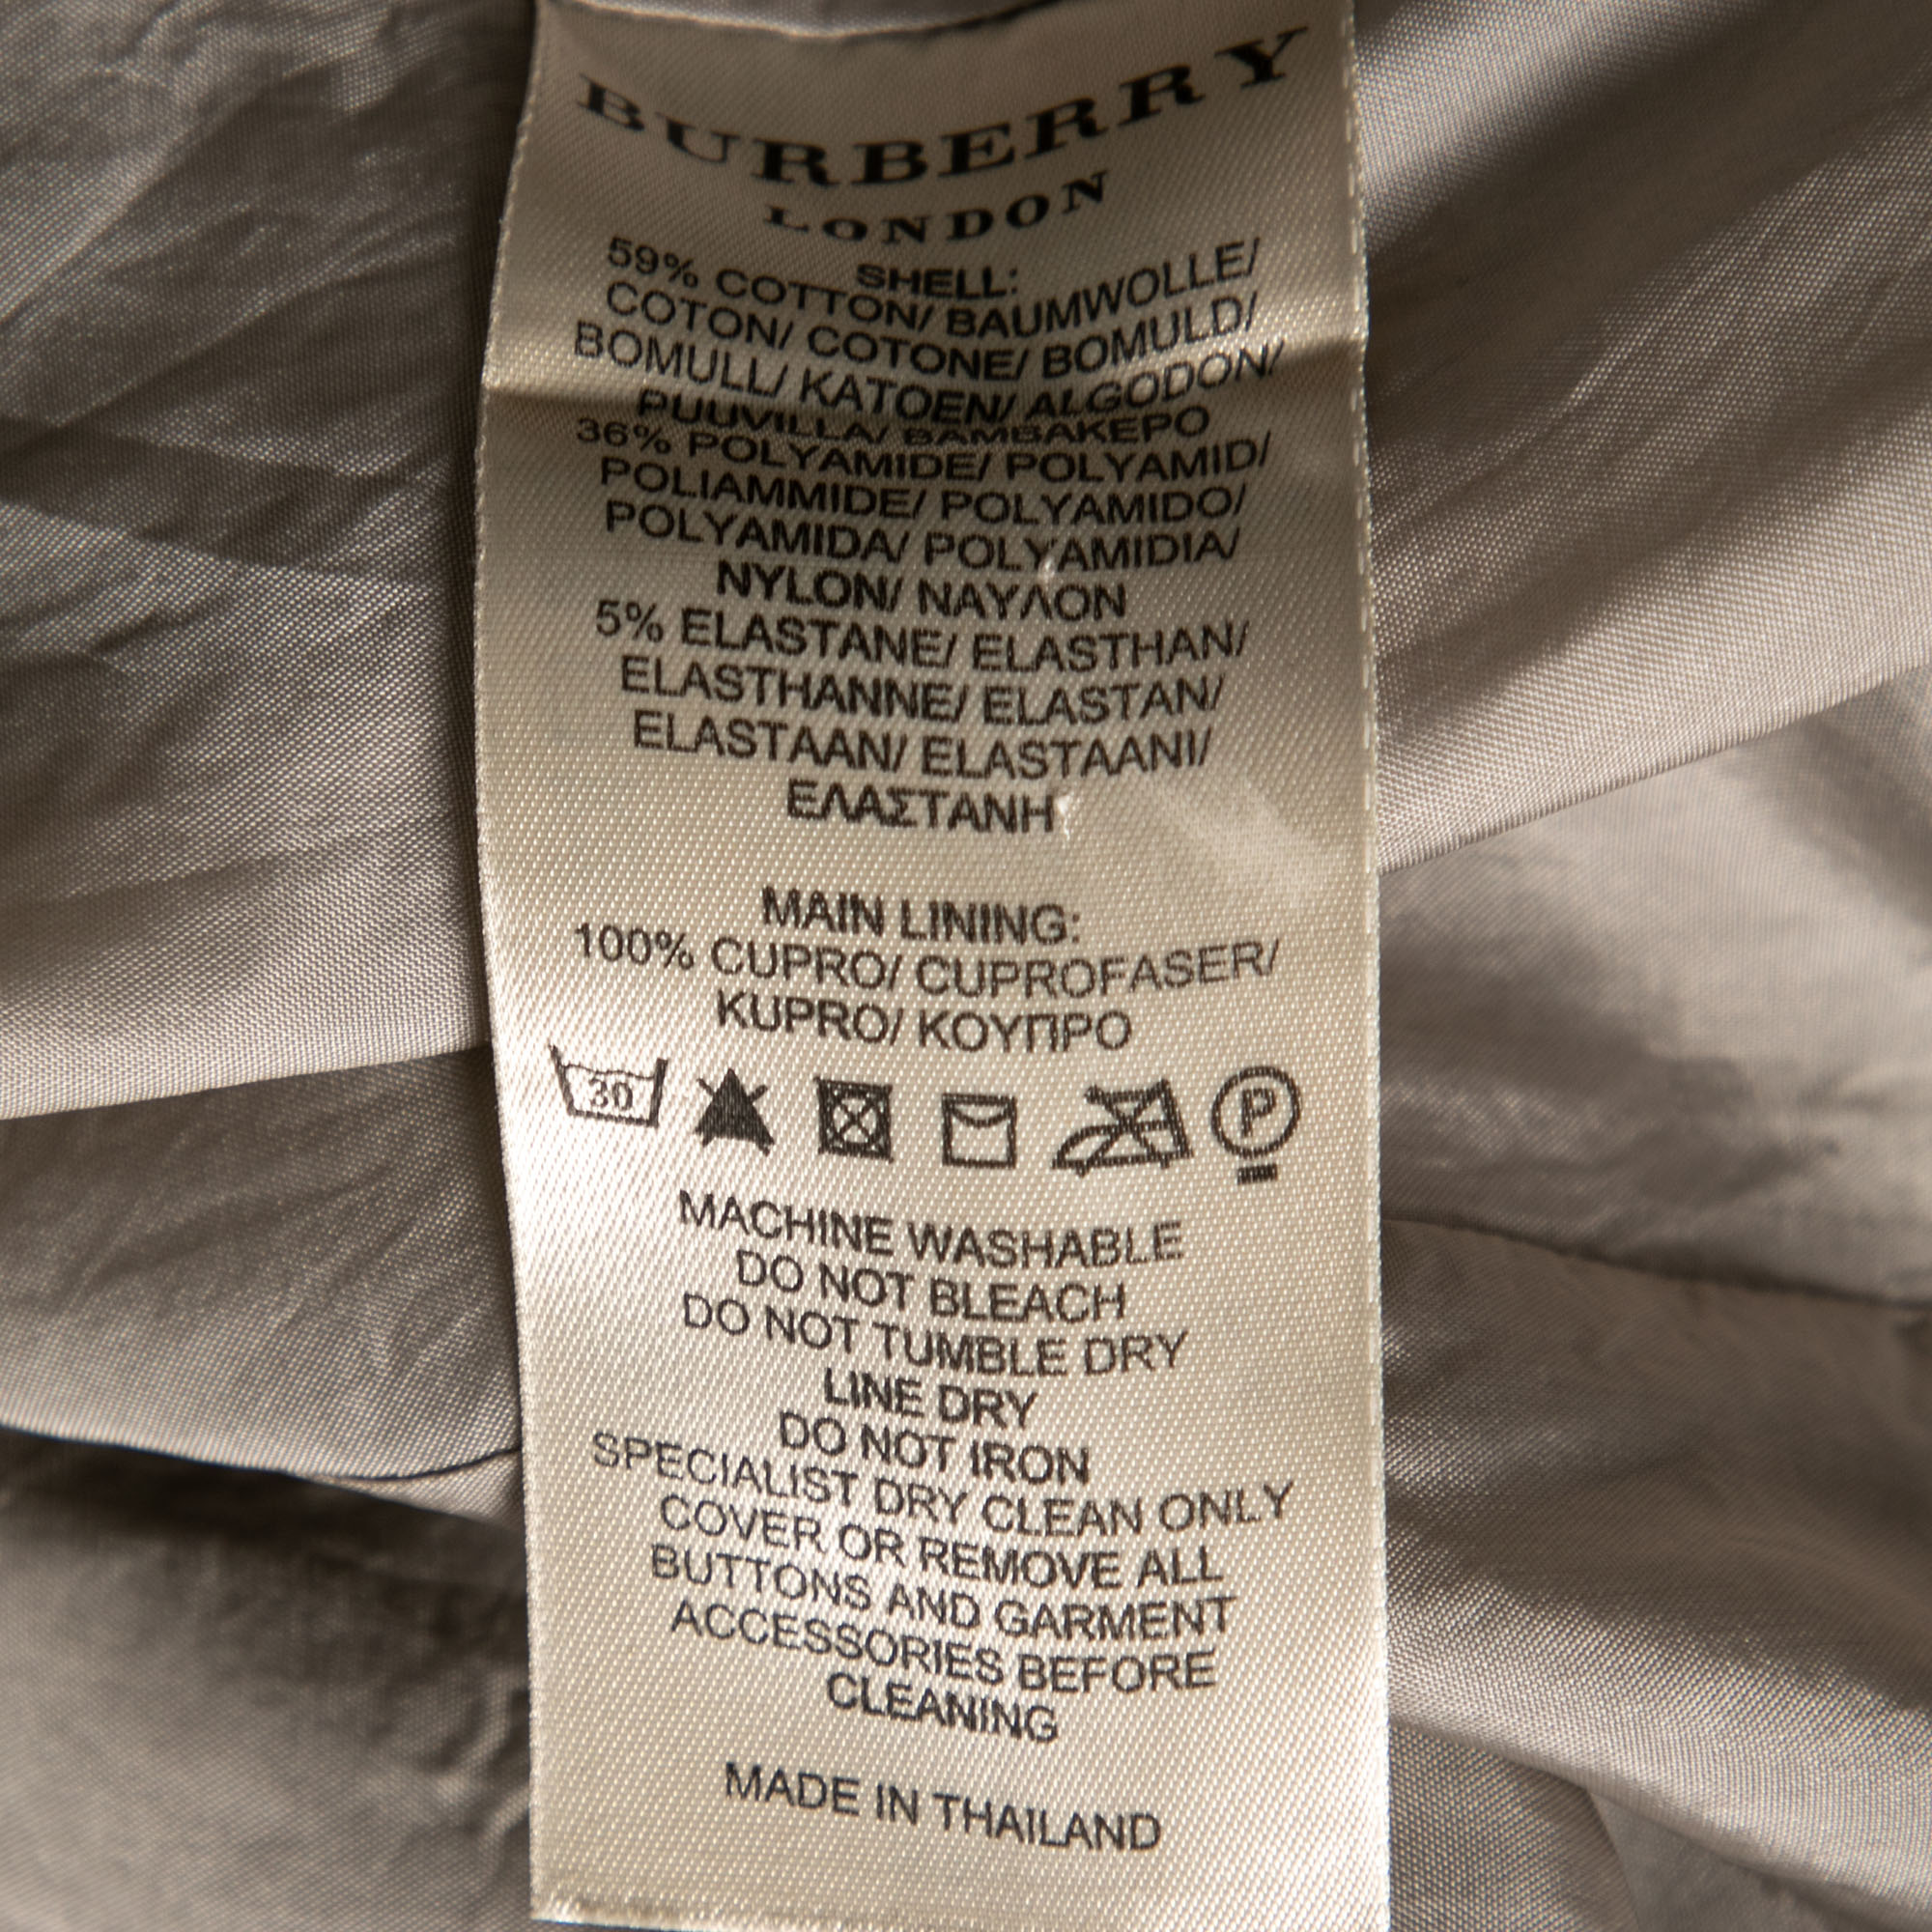 BURBERRY
LONDON
SHELL:
59% COTTON/ BAUMWOLLE/
COTON/ COTONE/ BOMULD/
BOMULL/ KATOEN/ ALGODON/
PUUVILLA/ ΒΑΜΒΑΚΕΡΟ
36% POLYAMIDE/ POLYAMID/
POLIAMMIDE/ POLYAMIDO/
POLYAMIDA/ POLYAMIDIA/
NYLON/ ΝΑΥΛΟΝ
5% ELASTANE/ ELASTHAN/
ELASTHANNE/ ELASTAN/
ELASTAAN/ ELASTAANI/
ΕΛΑΣΤΑΝΗ
MAIN LINING:
100% CUPRO/ CUPROFASER/
KUPRO/ ΚΟΥΠΡΟ
30 P
MACHINE WASHABLE
DO NOT BLEACH
DO NOT TUMBLE DRY
LINE DRY
DO NOT IRON
SPECIALIST DRY CLEAN ONLY
COVER OR REMOVE ALL
BUTTONS AND GARMENT
ACCESSORIES BEFORE
CLEANING
MADE IN THAILAND